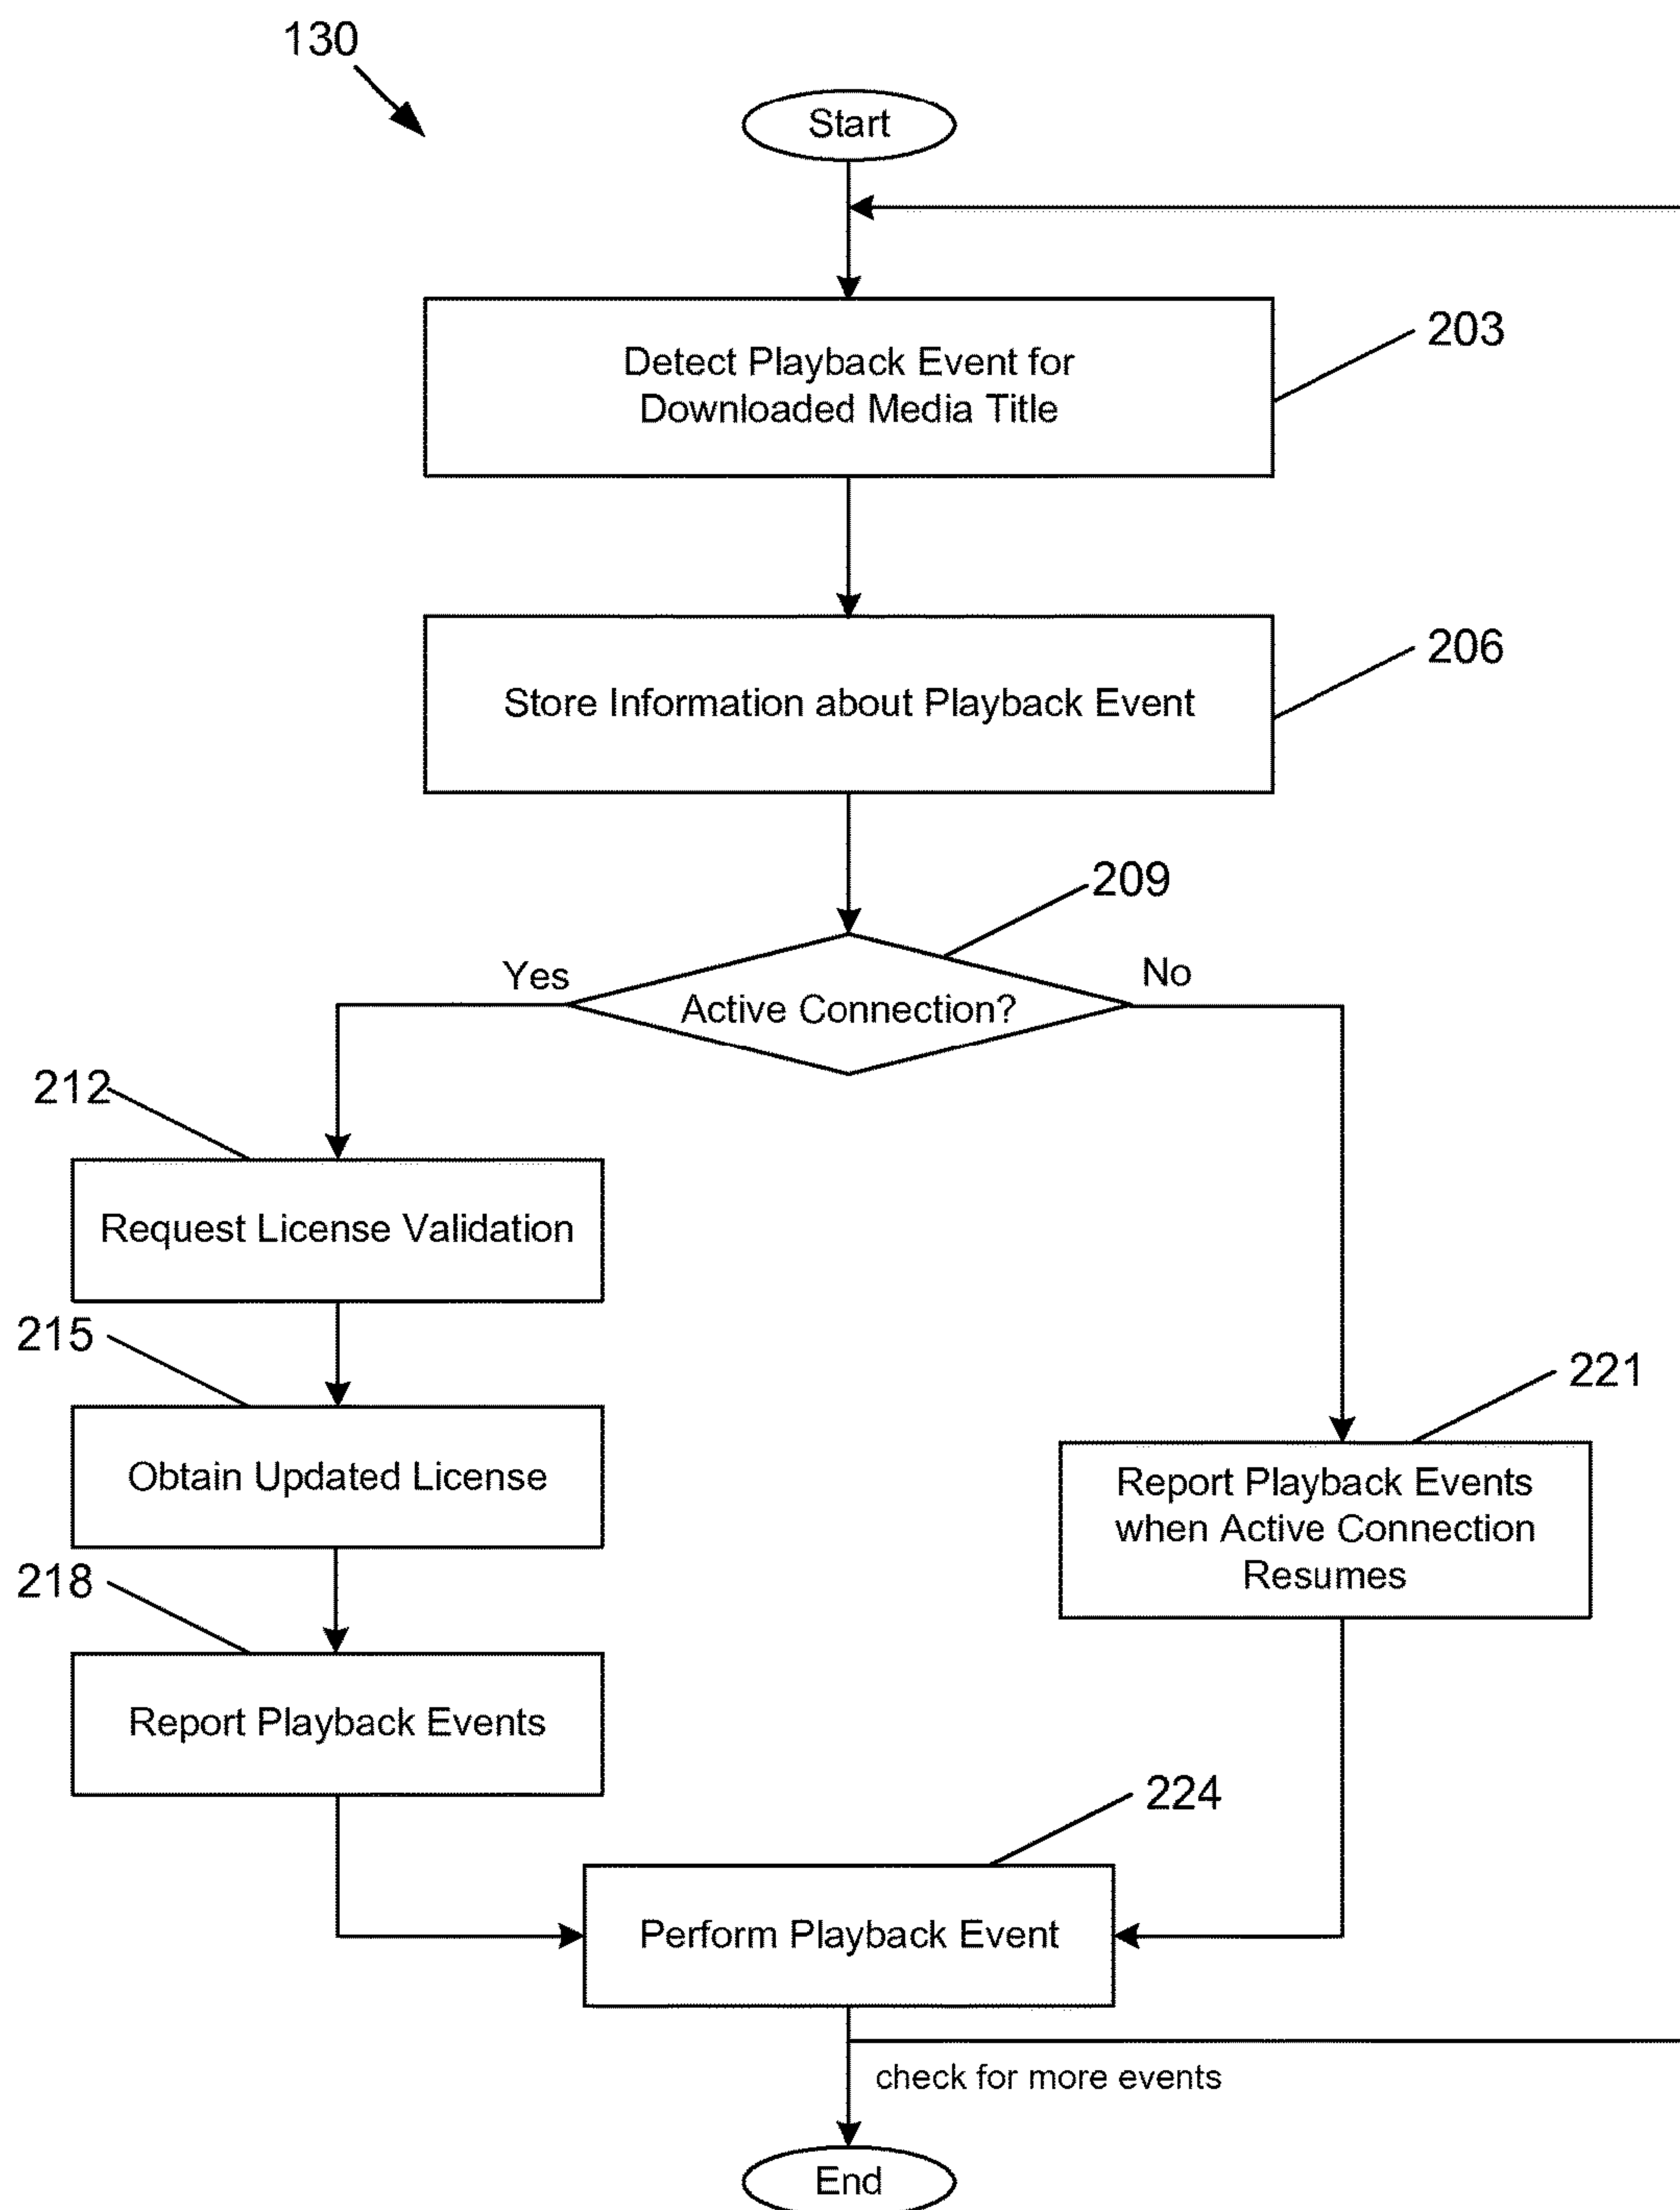 130
Start
Detect Playback Event for
Downloaded Media Title
203
Store Information about Playback Event
206
209
Yes
Active Connection?
No
212
Request License Validation
215
Obtain Updated License
221
Report Playback Events
when Active Connection
Resumes
218
Report Playback Events
224
Perform Playback Event
check for more events
End